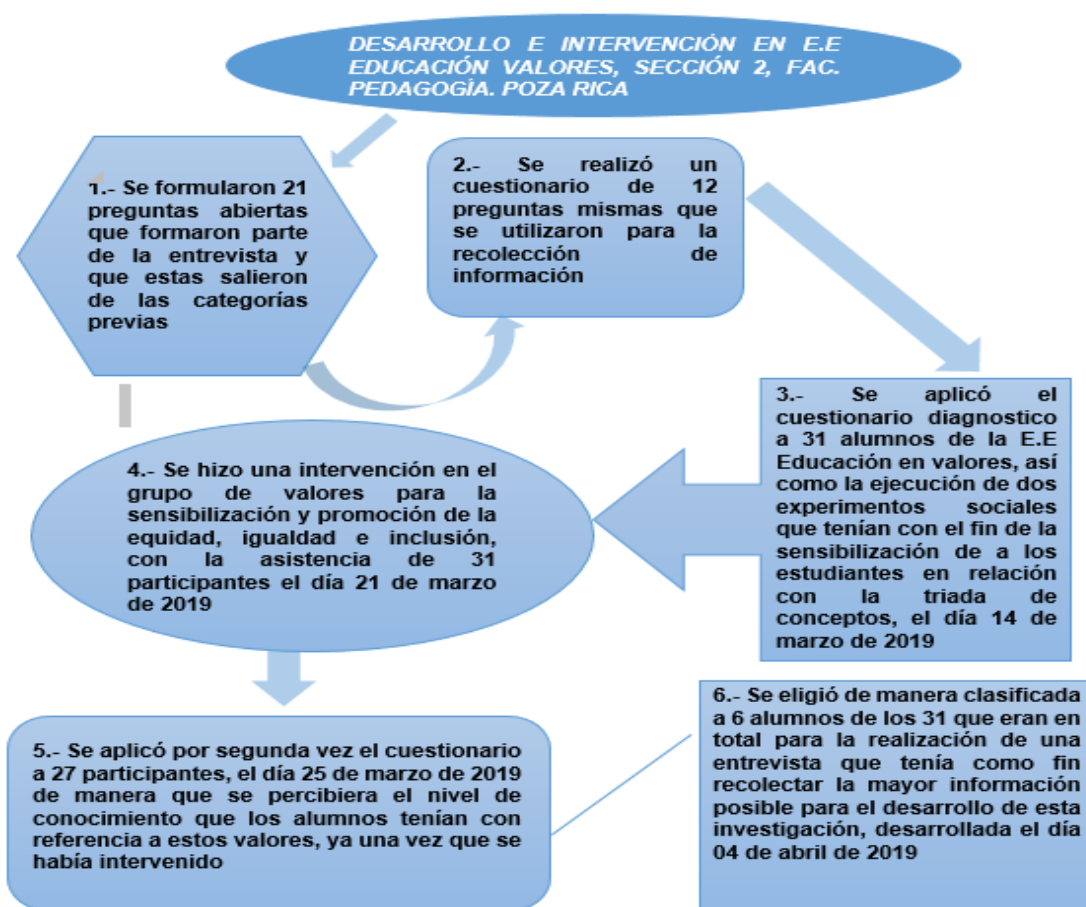 DESARROLLO E INTERVENCIÓN EN E.E
EDUCACIÓN VALORES, SECCIÓN 2, FAC.
PEDAGOGÍA. POZA RICA
1.- Se formularon 21
preguntas abiertas
que formaron parte
de la entrevista y
que estas salieron
de las categorías
previas
2.- Se realizó un
cuestionario de 12
preguntas mismas que
se utilizaron para la
recolección de
información
3.- Se aplicó el
cuestionario diagnostico
a 31 alumnos de la E.E
Educación en valores, así
como la ejecución de dos
experimentos sociales
que tenían con el fin de la
sensibilización de a los
estudiantes en relación
con la triada de
conceptos, el día 14 de
marzo de 2019
4.- Se hizo una intervención en el
grupo de valores para la
sensibilización y promoción de la
equidad, igualdad e inclusión,
con la asistencia de 31
participantes el día 21 de marzo
de 2019
5.- Se aplicó por segunda vez el cuestionario
a 27 participantes, el día 25 de marzo de 2019
de manera que se percibiera el nivel de
conocimiento que los alumnos tenían con
referencia a estos valores, ya una vez que se
había intervenido
6.- Se eligió de manera clasificada
a 6 alumnos de los 31 que eran en
total para la realización de una
entrevista que tenía como fin
recolectar la mayor información
posible para el desarrollo de esta
investigación, desarrollada el día
04 de abril de 2019